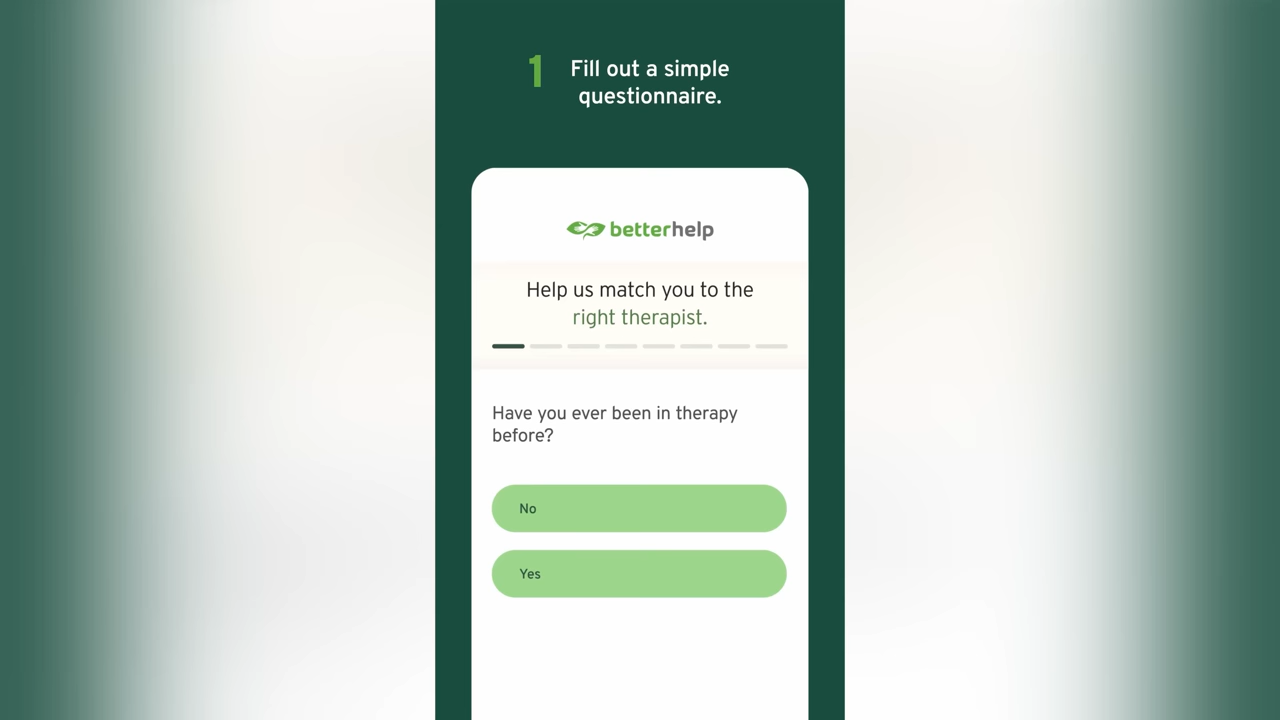 1
Fill out a simple
questionnaire.
betterhelp
Help us match you to the
right therapist.
Have you ever been in therapy
before?
No
Yes